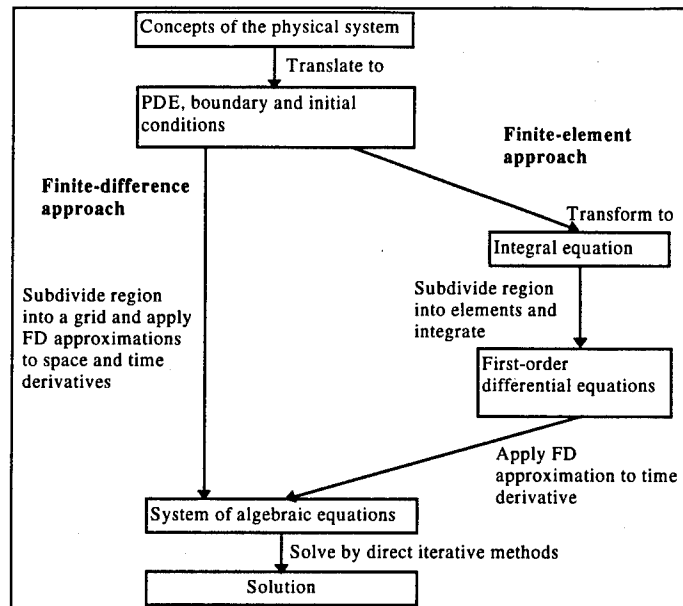 Concepts of the physical system
Translate to
PDE, boundary and initial
conditions
Finite-element
approach
Finite-difference
approach
Transform to
Integral equation
Subdivide region
into a grid and apply
FD approximations
to space and time
derivatives
Subdivide region
into elements and
integrate
First-order
differential equations
Apply FD
approximation to time
derivative
System of algebraic equations
Solve by direct iterative methods
Solution